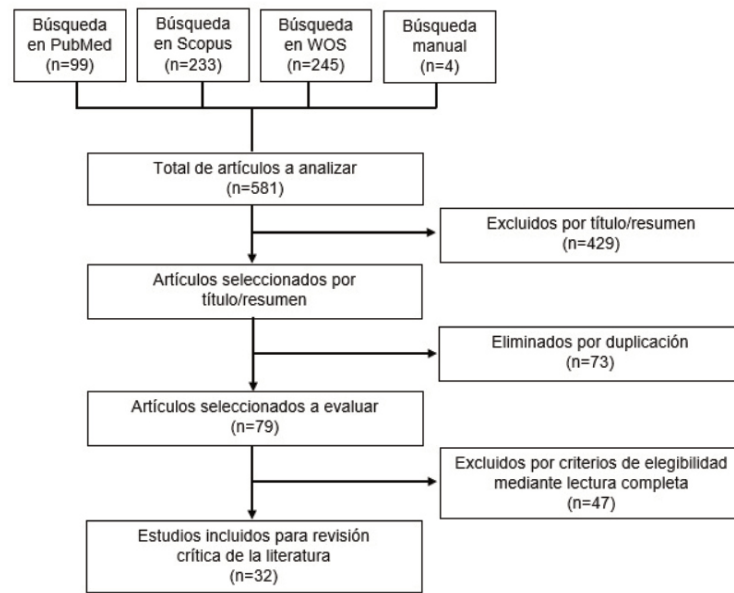 Búsqueda
en PubMed
(n=99)
Búsqueda
en Scopus
(n=233)
Búsqueda
en WOS
(n=245)
Búsqueda
manual
(n=4)
Total de artículos a analizar
(n=581)
Excluidos por título/resumen
(n=429)
Artículos seleccionados por
título/resumen
Eliminados por duplicación
(n=73)
Artículos seleccionados a evaluar
(n=79)
Excluidos por criterios de elegibilidad
mediante lectura completa
(n=47)
Estudios incluidos para revisión
crítica de la literatura
(n=32)